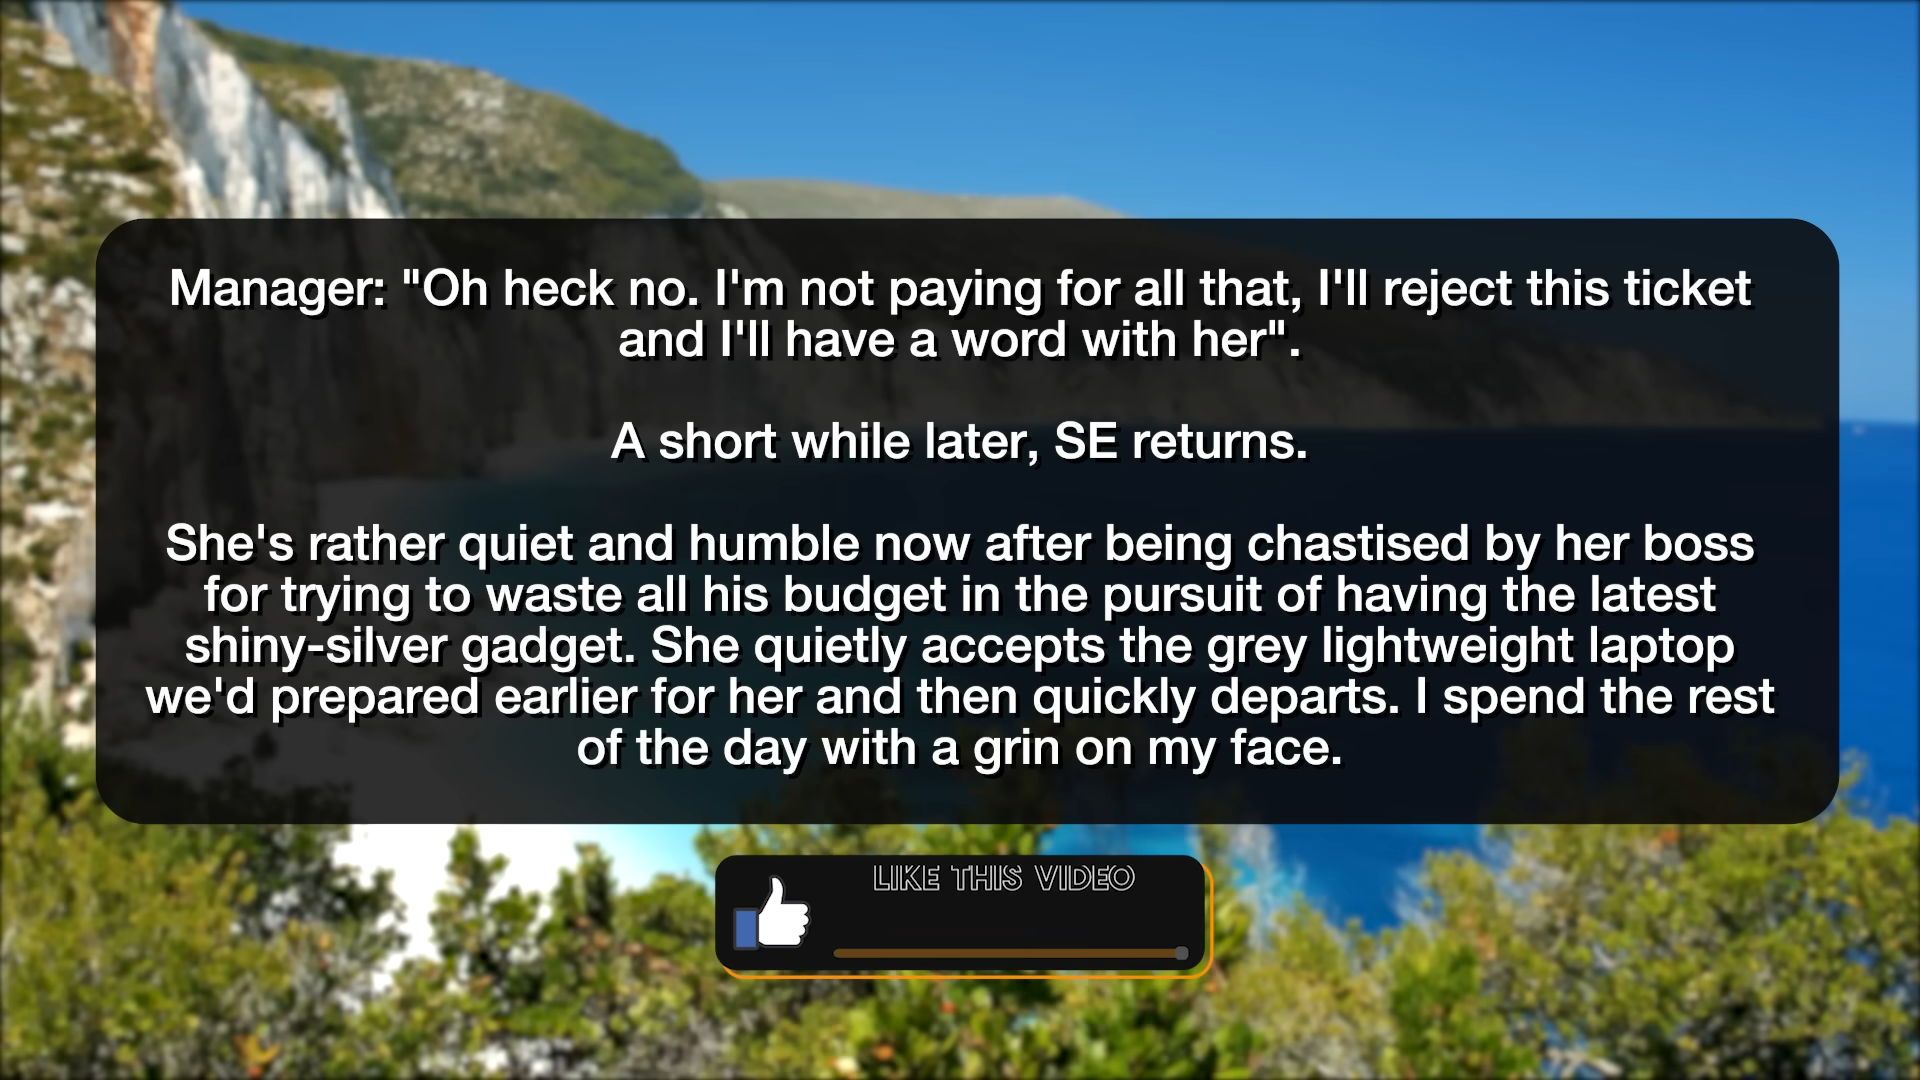 Manager: "Oh heck no. I'm not paying for all that, I'll reject this ticket
and I'll have a word with her".
A short while later, SE returns.
She's rather quiet and humble now after being chastised by her boss
for trying to waste all his budget in the pursuit of having the latest
shiny-silver gadget. She quietly accepts the grey lightweight laptop
we'd prepared earlier for her and then quickly departs. I spend the rest
of the day with a grin on my face.
LIKE THIS VIDEO